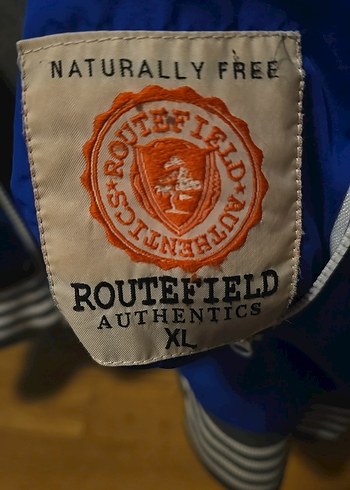 NATURALLY FREE
ROUTEFIELD
★AUTHENTICS★
ROUTEFIELD
AUTHENTICS
XL